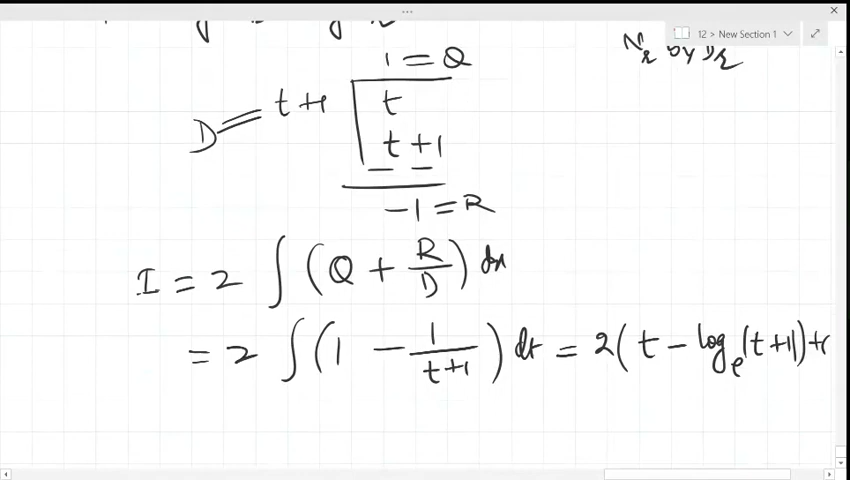 12 > New Section 1
Nr by Dr
1 = Q
D = t+1
t
t + 1
-1 = R
I = 2 ∫ (Q + R/D) dx
= 2 ∫ (1 - 1/(t+1)) dt = 2(t - log_e |t+1|) + c